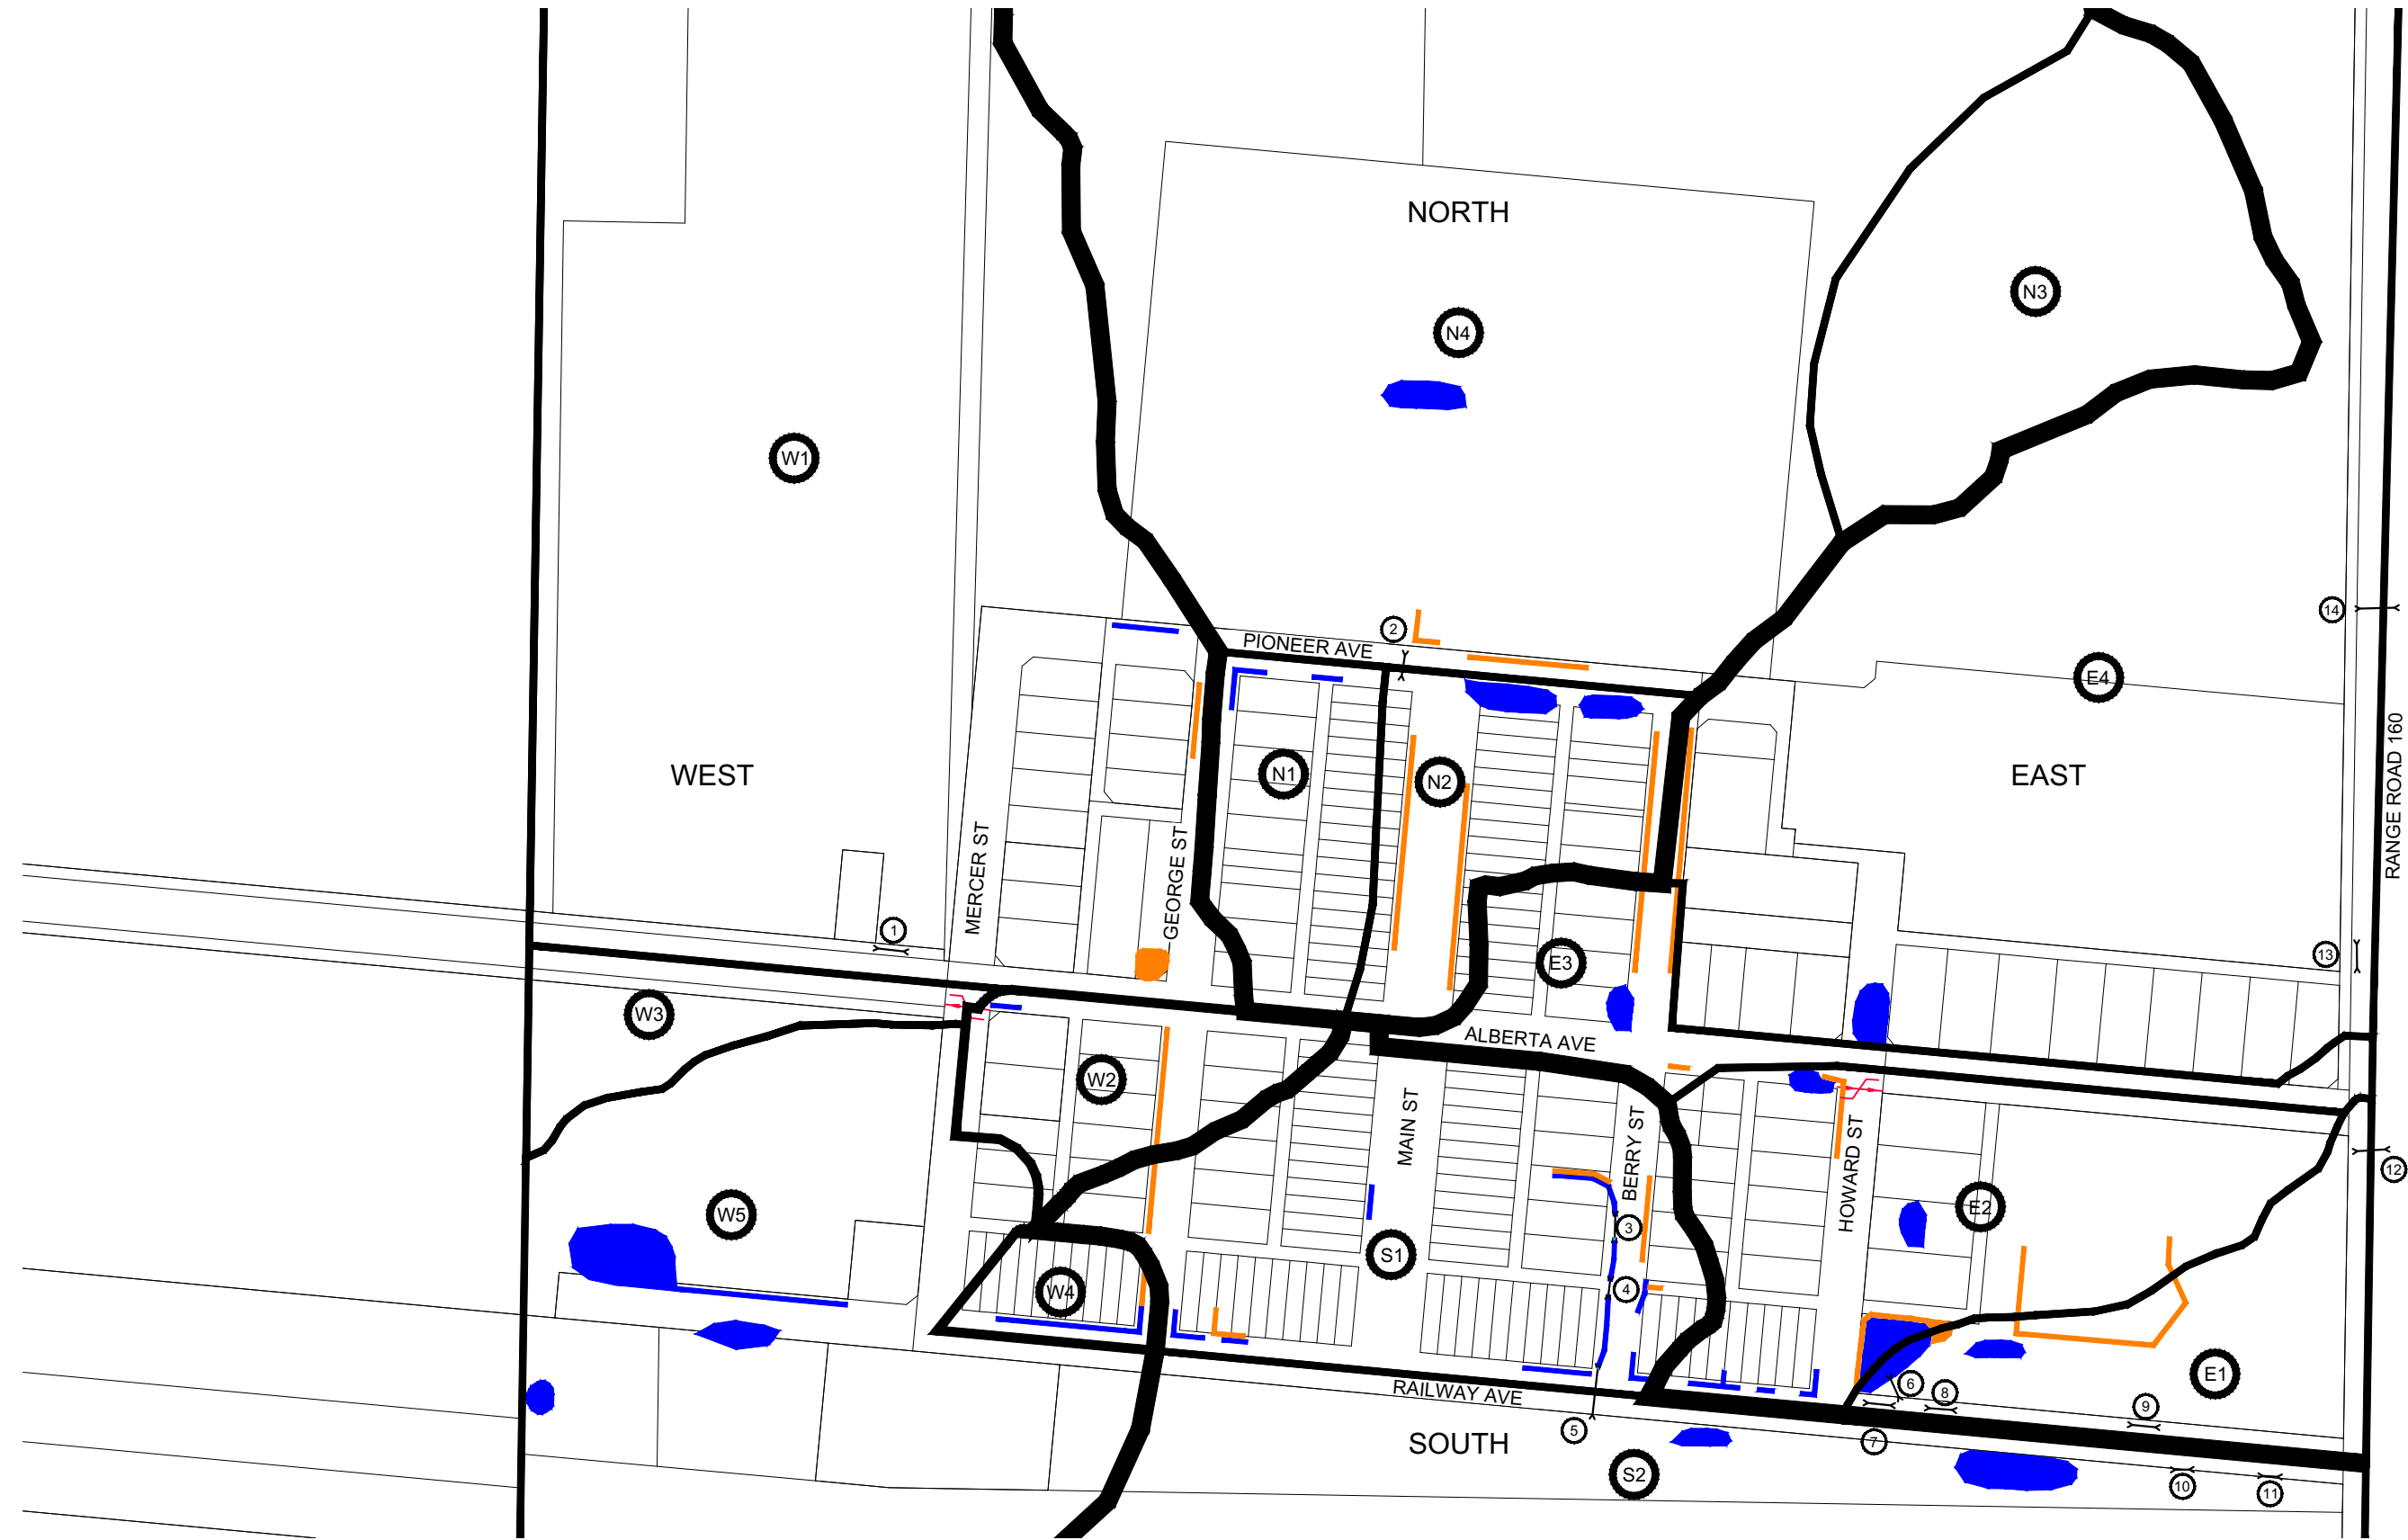 NORTH
N3
N4
W1
14
2
PIONEER AVE
E4
WEST
N1
N2
EAST
RANGE ROAD 160
MERCER ST
GEORGE ST
1
13
E3
W3
ALBERTA AVE
W2
MAIN ST
BERRY ST
HOWARD ST
12
W5
E2
3
S1
4
W4
E1
6
8
9
RAILWAY AVE
5
7
SOUTH
S2
10
11